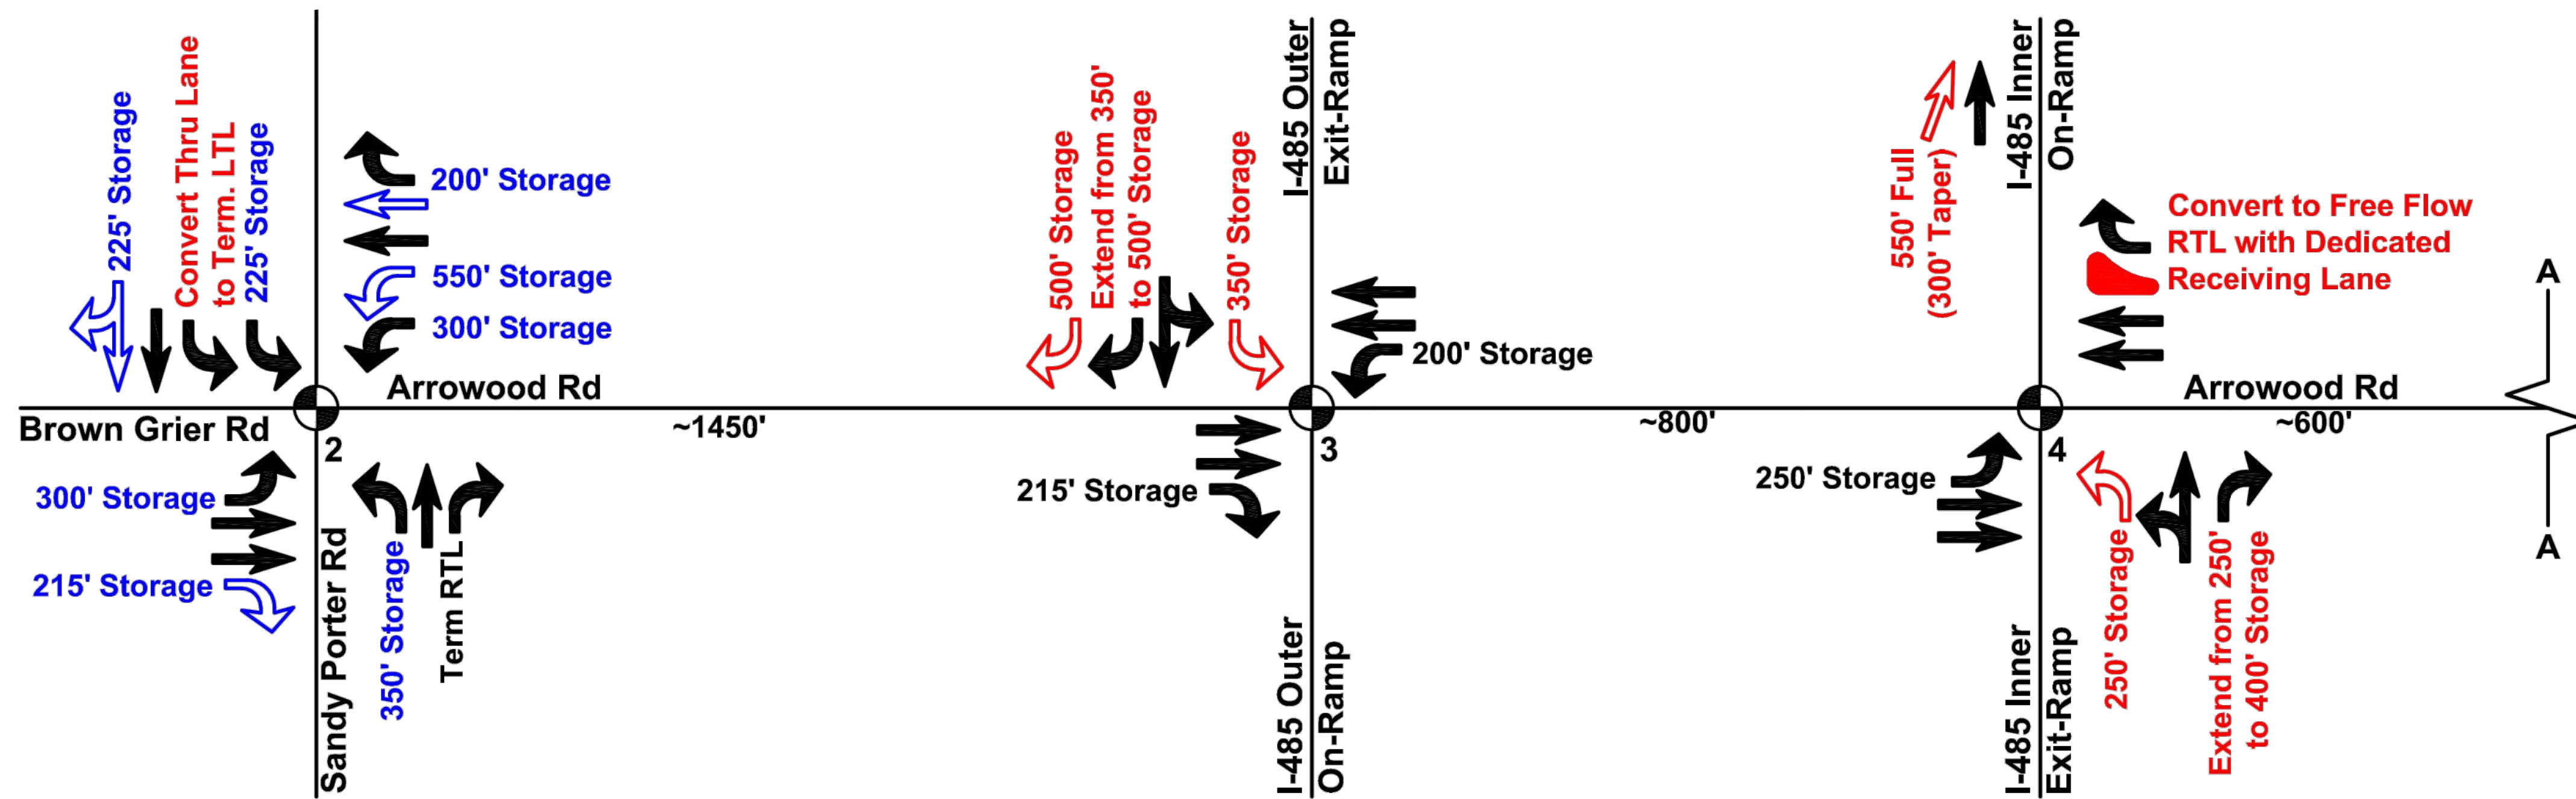 225' Storage
Convert Thru Lane
to Term. LTL
225' Storage
200' Storage
550' Storage
300' Storage
Arrowood Rd
Brown Grier Rd
2
300' Storage
215' Storage
Sandy Porter Rd
350' Storage
Term RTL
~1450'
500' Storage
Extend from 350'
to 500' Storage
350' Storage
I-485 Outer
Exit-Ramp
200' Storage
3
215' Storage
I-485 Outer
On-Ramp
~800'
550' Full
(300' Taper)
I-485 Inner
On-Ramp
Convert to Free Flow
RTL with Dedicated
Receiving Lane
Arrowood Rd
~600'
A
A
4
250' Storage
I-485 Inner
Exit-Ramp
250' Storage
Extend from 250'
to 400' Storage